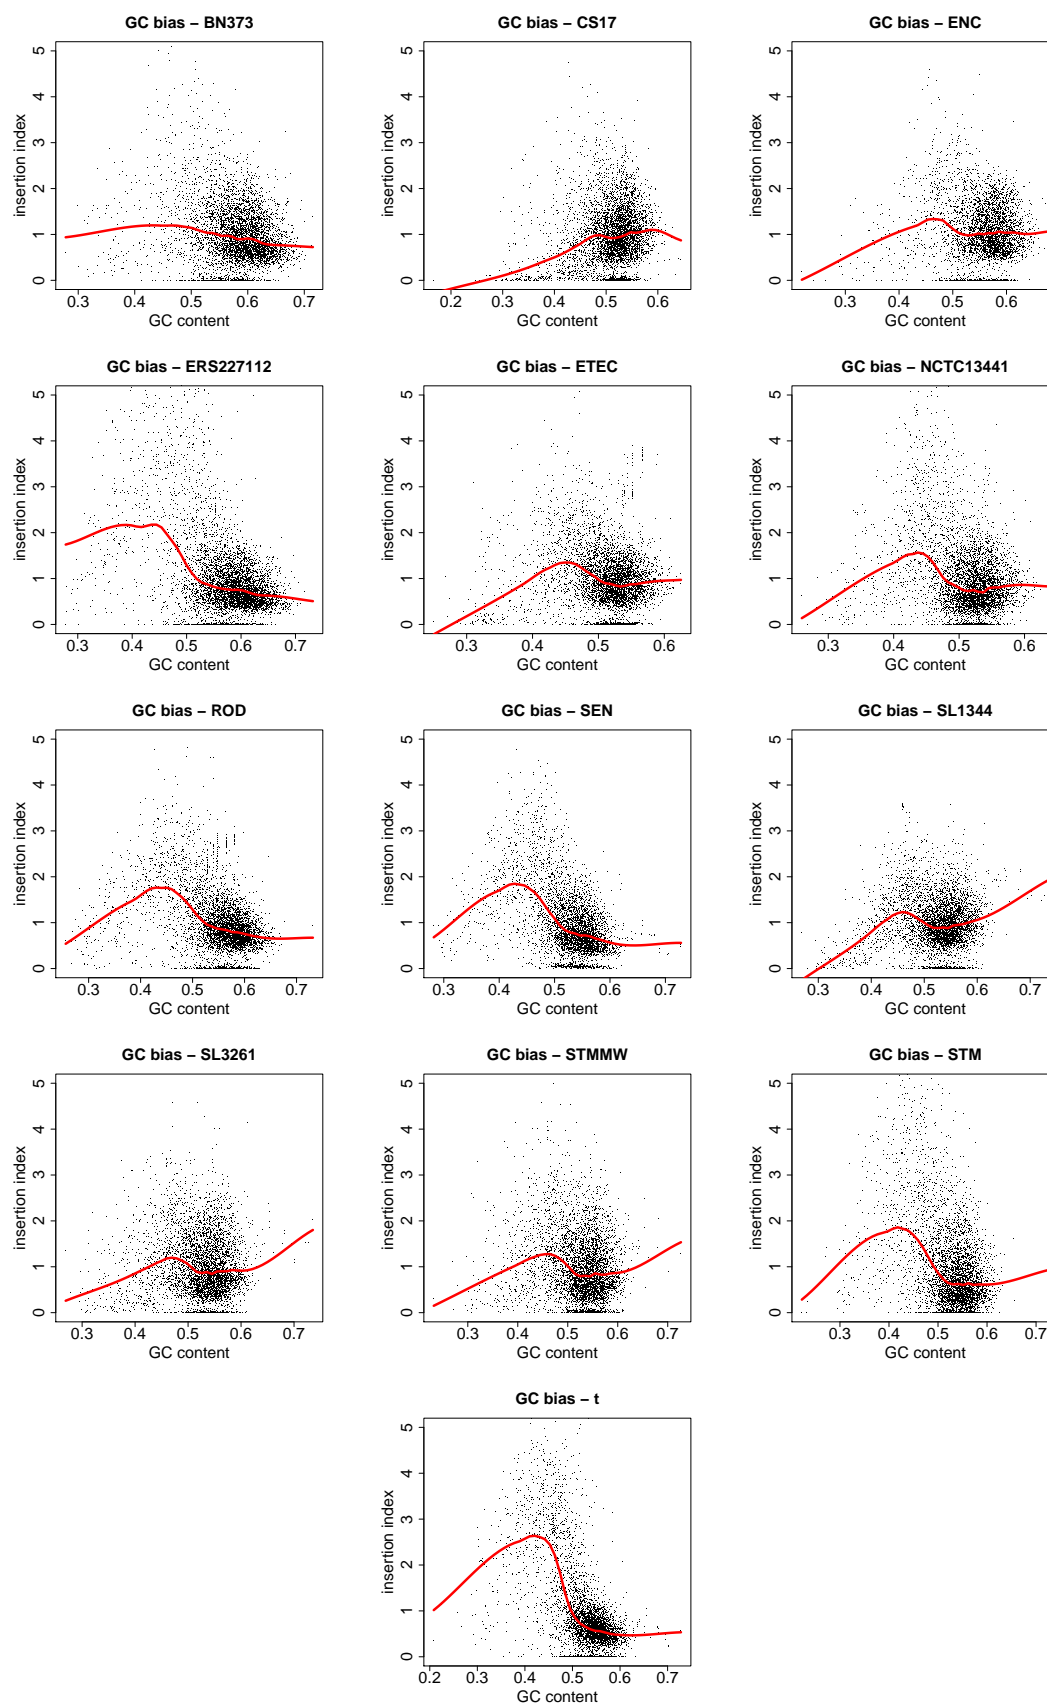 GC bias – BN373
insertion index
0 1 2 3 4 5
0.3 0.4 0.5 0.6 0.7
GC content
GC bias – CS17
insertion index
0 1 2 3 4 5
0.2 0.3 0.4 0.5 0.6
GC content
GC bias – ENC
insertion index
0 1 2 3 4 5
0.3 0.4 0.5 0.6
GC content
GC bias – ERS227112
insertion index
0 1 2 3 4 5
0.3 0.4 0.5 0.6 0.7
GC content
GC bias – ETEC
insertion index
0 1 2 3 4 5
0.3 0.4 0.5 0.6
GC content
GC bias – NCTC13441
insertion index
0 1 2 3 4 5
0.3 0.4 0.5 0.6
GC content
GC bias – ROD
insertion index
0 1 2 3 4 5
0.3 0.4 0.5 0.6 0.7
GC content
GC bias – SEN
insertion index
0 1 2 3 4 5
0.3 0.4 0.5 0.6 0.7
GC content
GC bias – SL1344
insertion index
0 1 2 3 4 5
0.3 0.4 0.5 0.6 0.7
GC content
GC bias – SL3261
insertion index
0 1 2 3 4 5
0.3 0.4 0.5 0.6 0.7
GC content
GC bias – STMMW
insertion index
0 1 2 3 4 5
0.3 0.4 0.5 0.6 0.7
GC content
GC bias – STM
insertion index
0 1 2 3 4 5
0.3 0.4 0.5 0.6 0.7
GC content
GC bias – t
insertion index
0 1 2 3 4 5
0.2 0.3 0.4 0.5 0.6 0.7
GC content